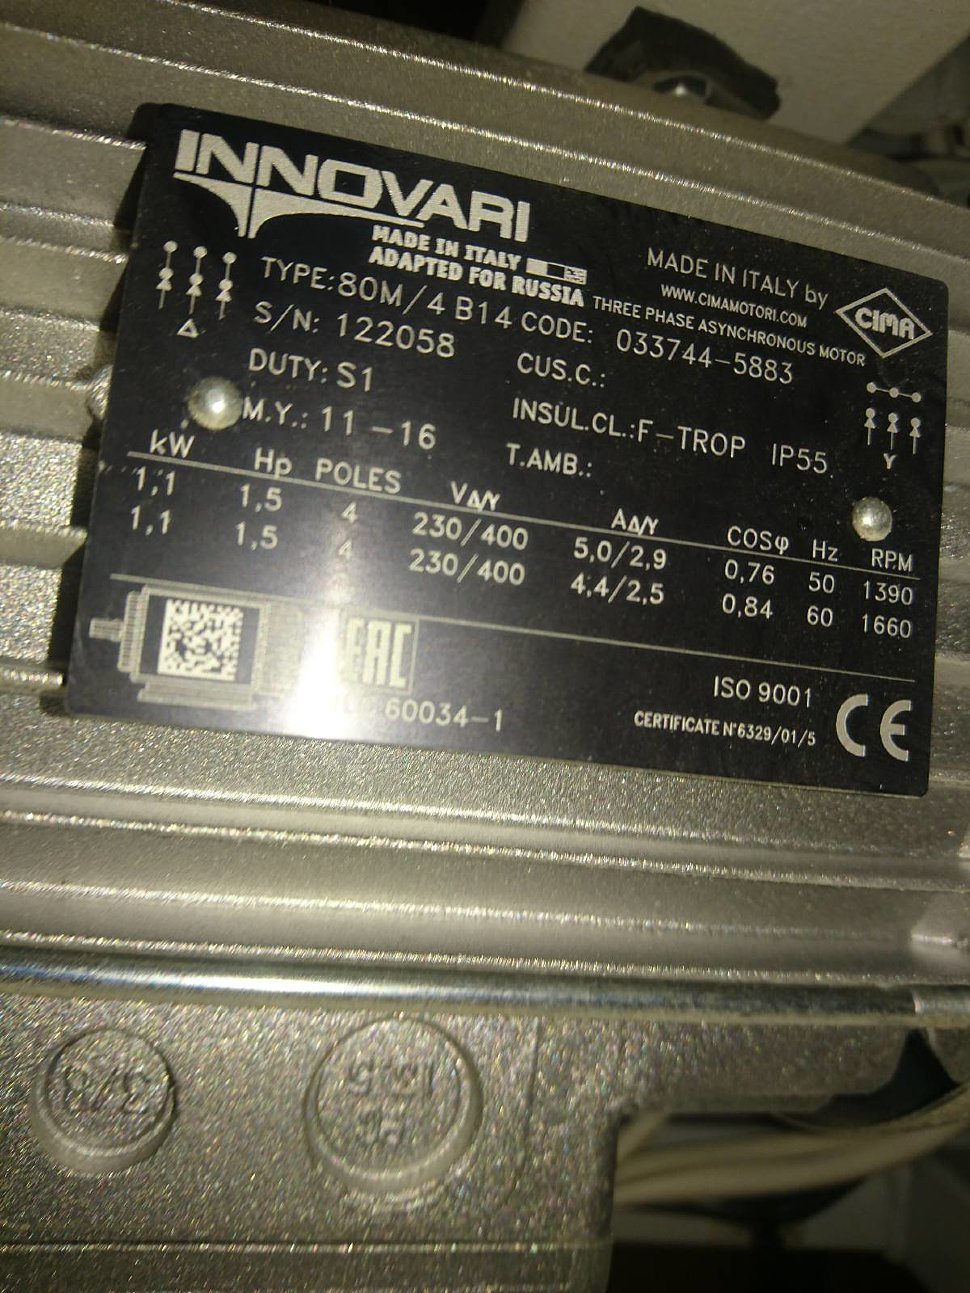 INNOVARI
MADE IN ITALY
ADAPTED FOR RUSSIA
MADE IN ITALY by
WWW.CIMAMOTORI.COM
THREE PHASE ASYNCHRONOUS MOTOR
CIMA
TYPE: 80M/4 B14 CODE: 033744-5883
S/N: 122058
CUS.C.:
DUTY: S1
INSUL.CL.: F-TROP IP55
M.Y.: 11-16
T.AMB.:
Δ
Y
kW Hp POLES VΔ/Y AΔ/Y COSφ Hz RPM
1,1 1,5 4 230/400 5,0/2,9 0,76 50 1390
1,1 1,5 4 230/400 4,4/2,5 0,84 60 1660
EAC
60034-1
ISO 9001
CERTIFICATE N°6329/01/5
CE